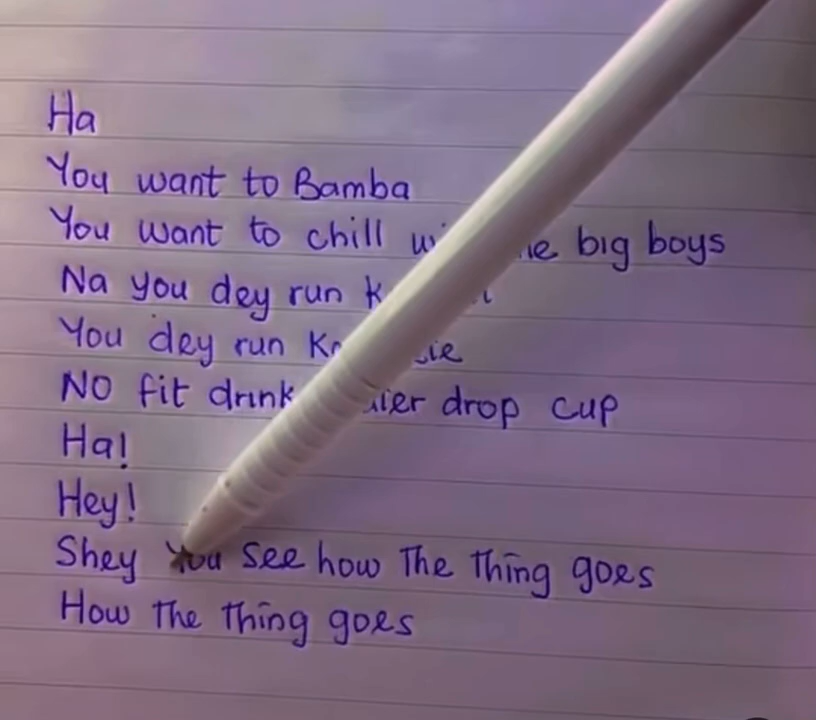 Ha
You want to Bamba
You want to chill big boys
Na you dey run
You dey run
NO fit drink drop cup
Ha!
Hey!
Shey You see how The Thing goes
How The Thing goes